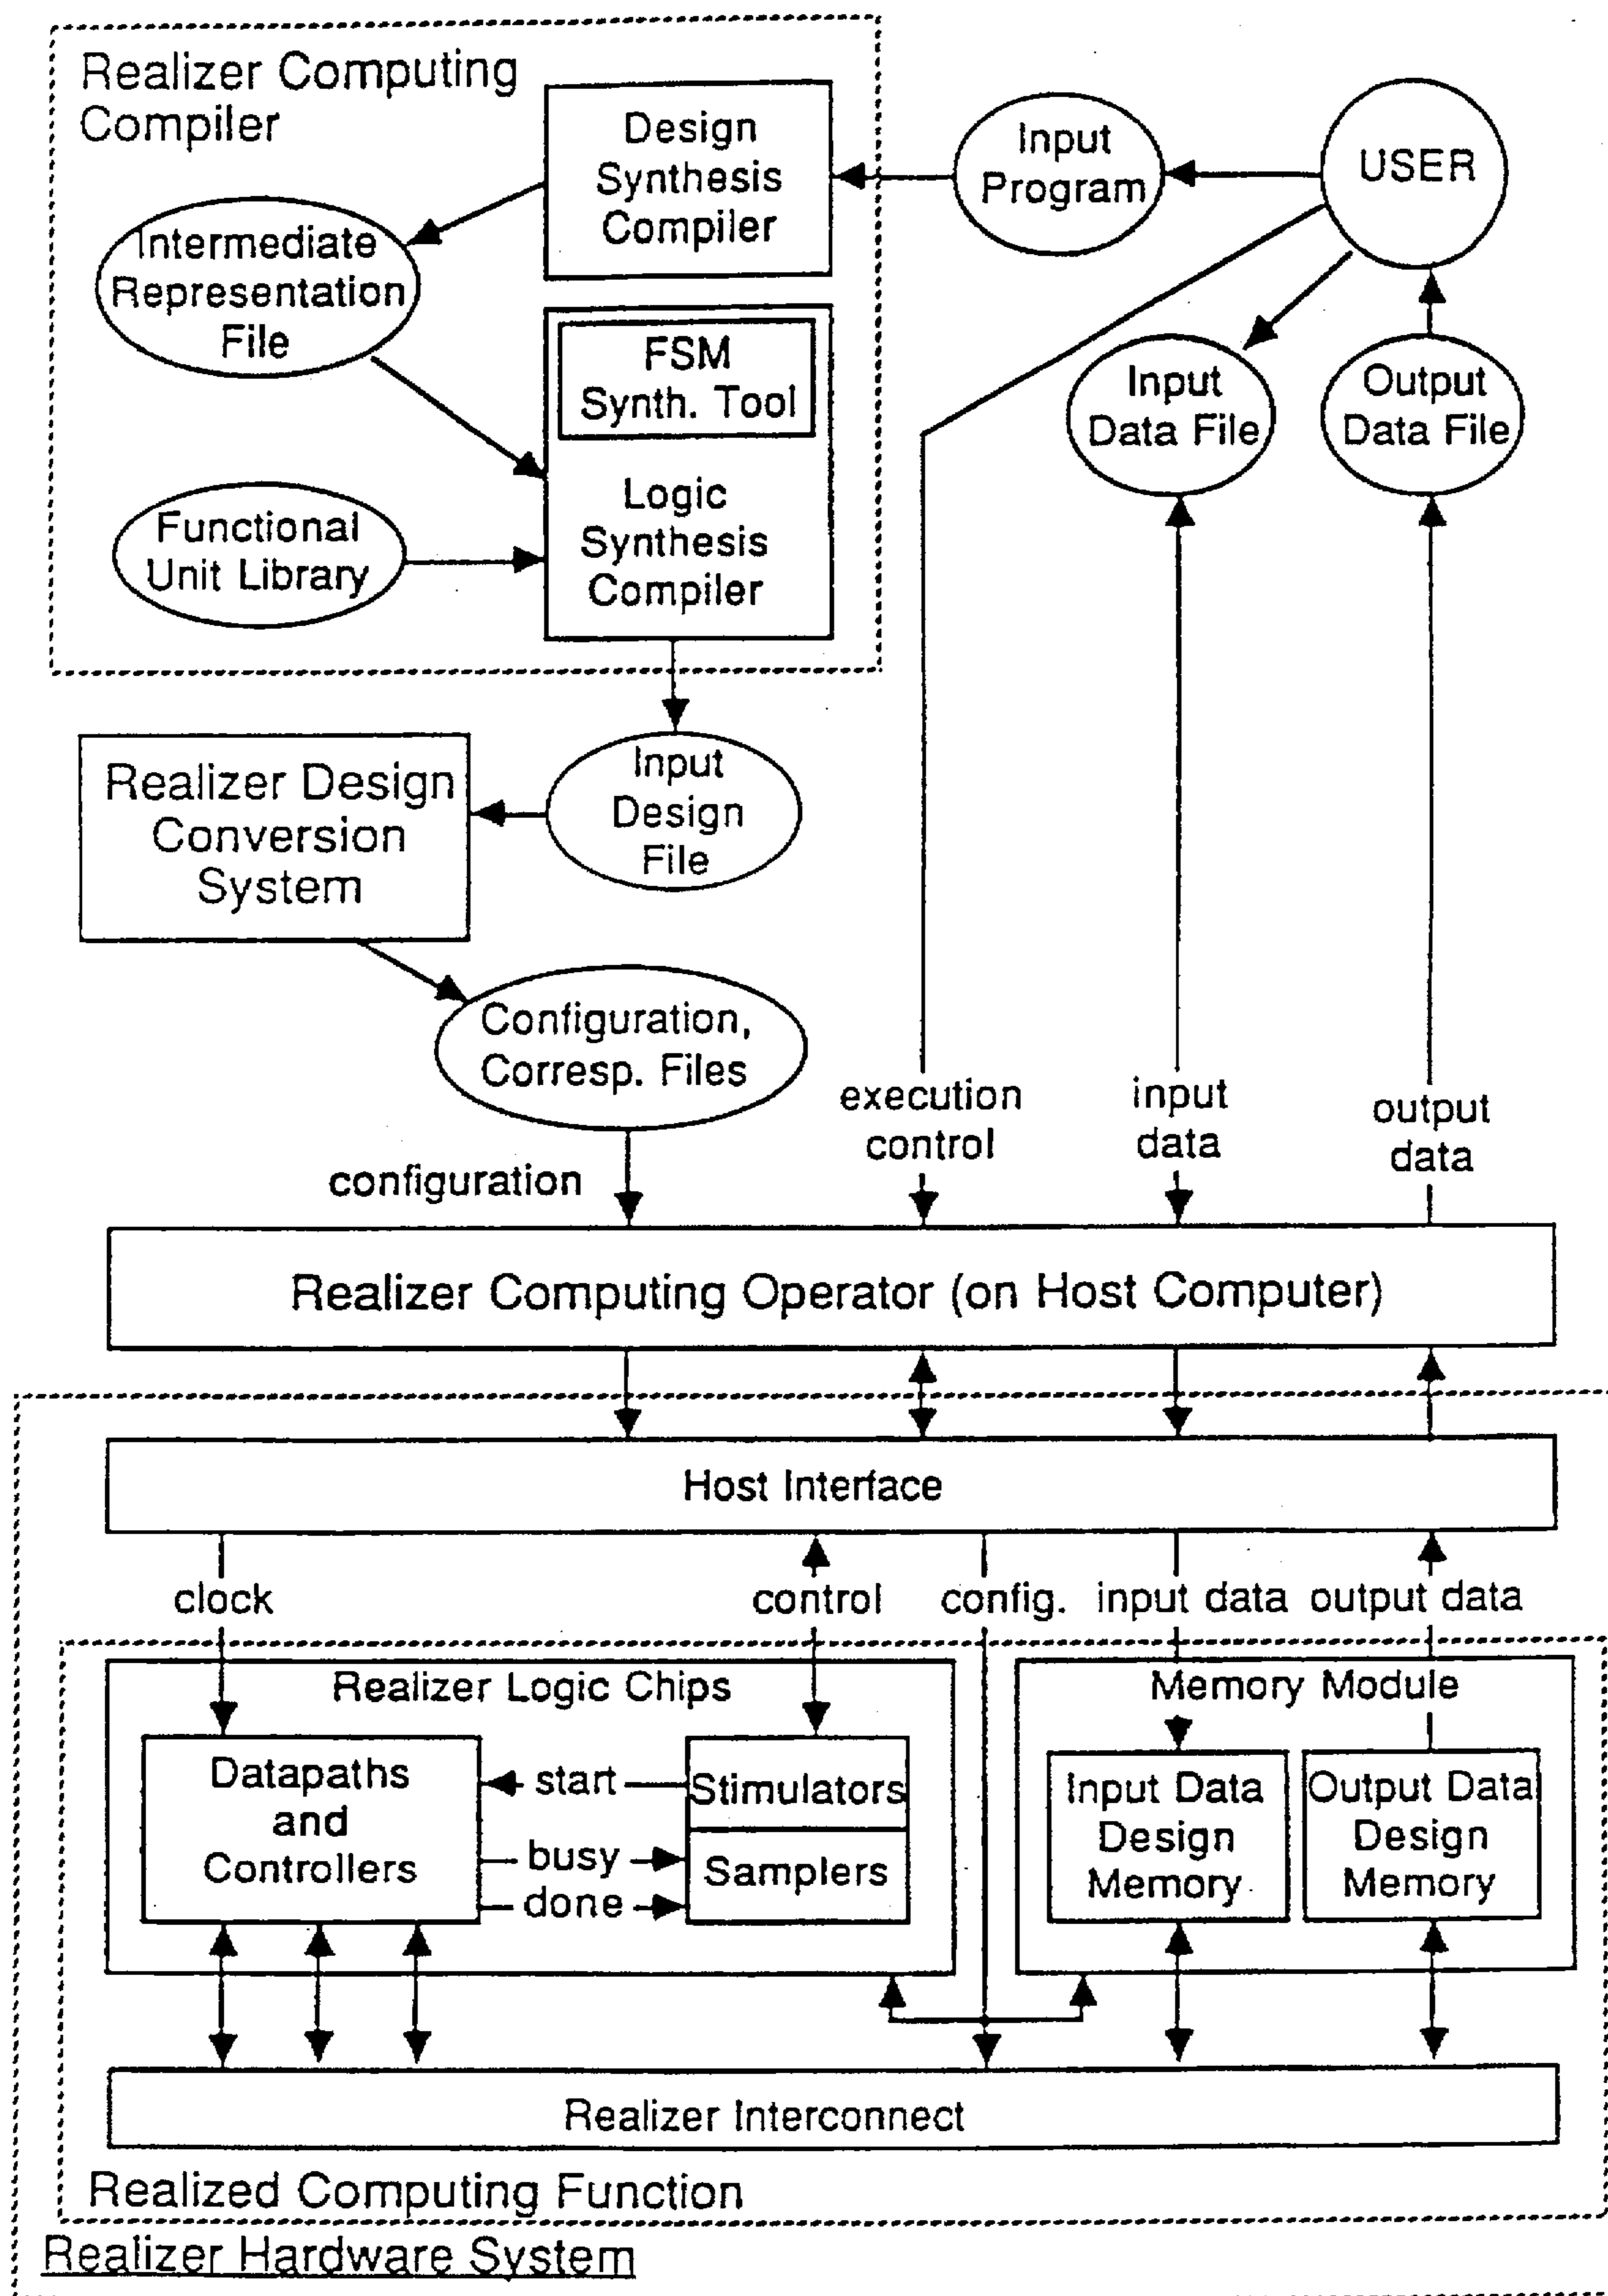 Realizer Computing
Compiler
Design
Synthesis
Compiler
Input
Program
USER
Intermediate
Representation
File
FSM
Synth. Tool
Logic
Synthesis
Compiler
Functional
Unit Library
Input
Data File
Output
Data File
Realizer Design
Conversion
System
Input
Design
File
Configuration,
Corresp. Files
configuration
execution
control
input
data
output
data
Realizer Computing Operator (on Host Computer)
Host Interface
clock
control
config.
input data
output data
Realizer Logic Chips
Memory Module
Datapaths
and
Controllers
start
busy
done
Stimulators
Samplers
Input Data
Design
Memory
Output Data
Design
Memory
Realizer Interconnect
Realized Computing Function
Realizer Hardware System